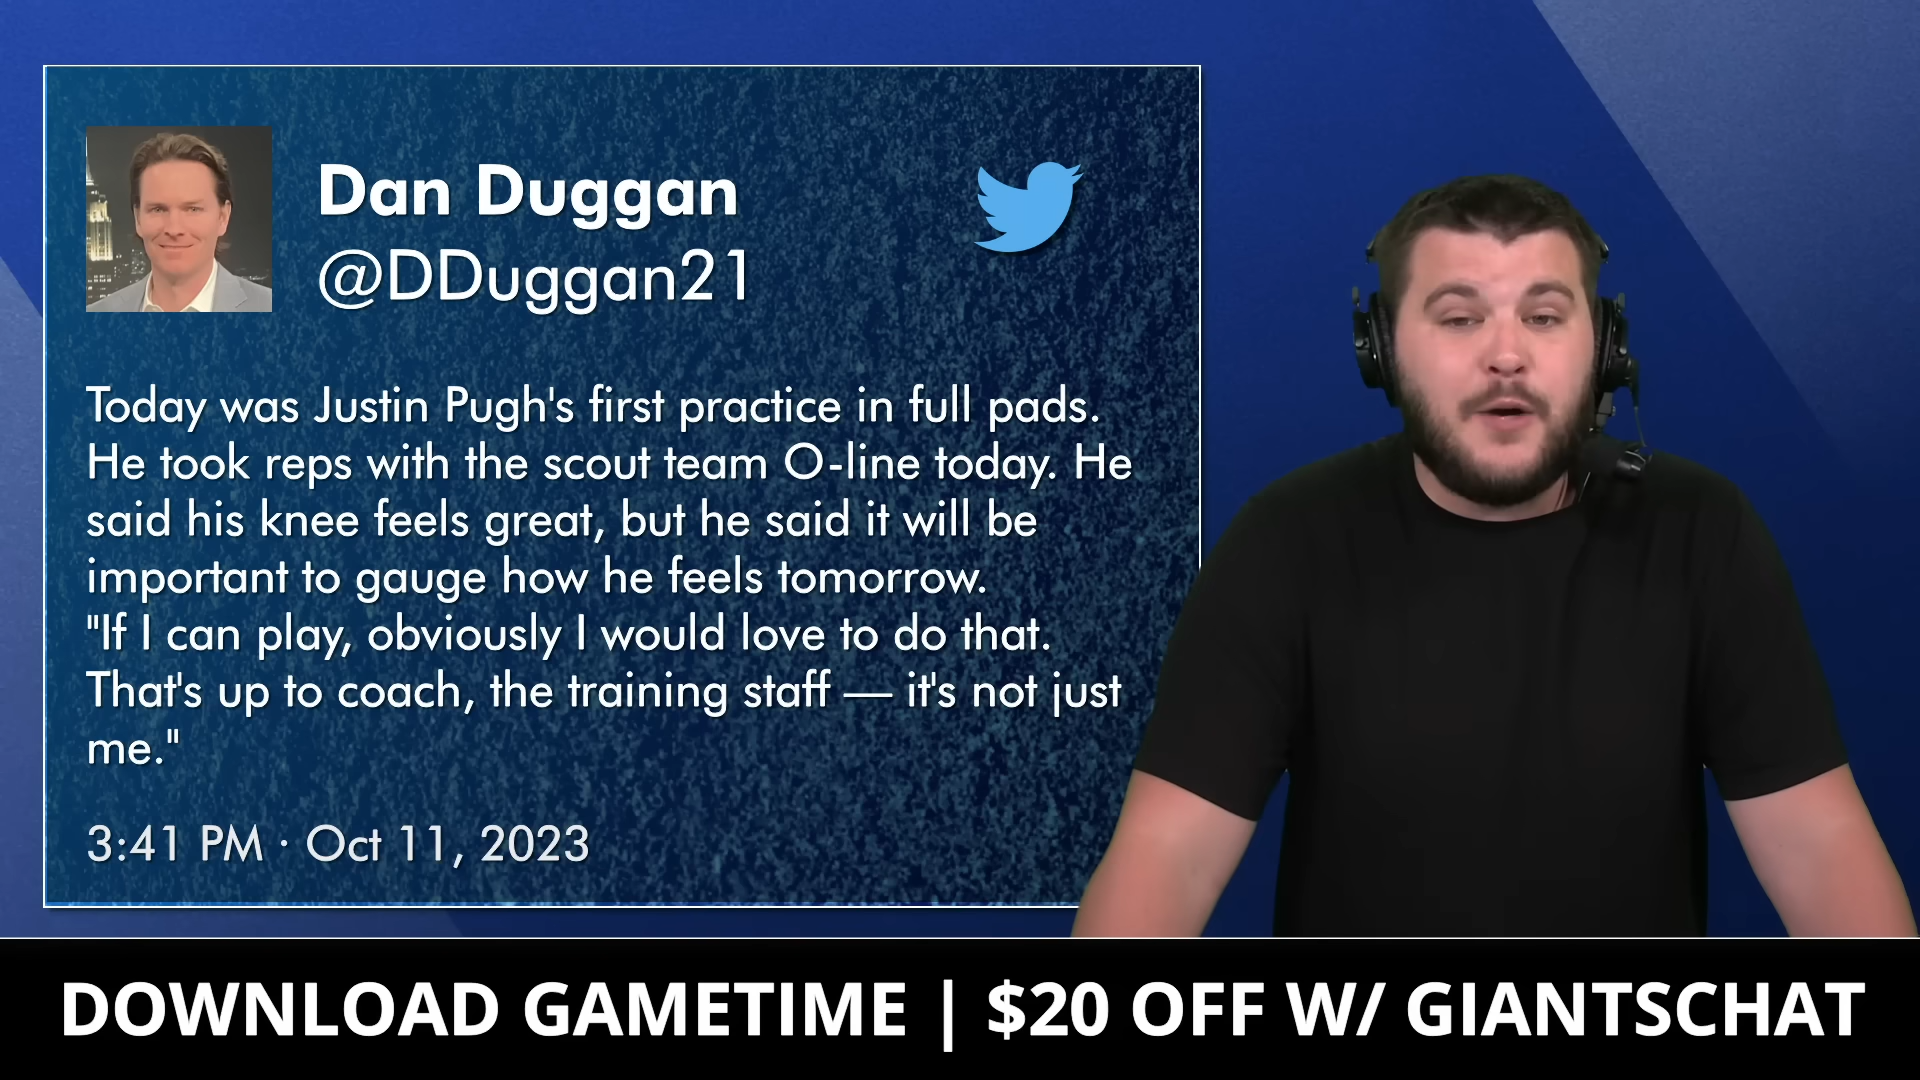 Dan Duggan
@DDuggan21
Today was Justin Pugh's first practice in full pads.
He took reps with the scout team O-line today. He
said his knee feels great, but he said it will be
important to gauge how he feels tomorrow.
"If I can play, obviously I would love to do that.
That's up to coach, the training staff — it's not just
me."
3:41 PM · Oct 11, 2023
DOWNLOAD GAMETIME | $20 OFF W/ GIANTSCHAT